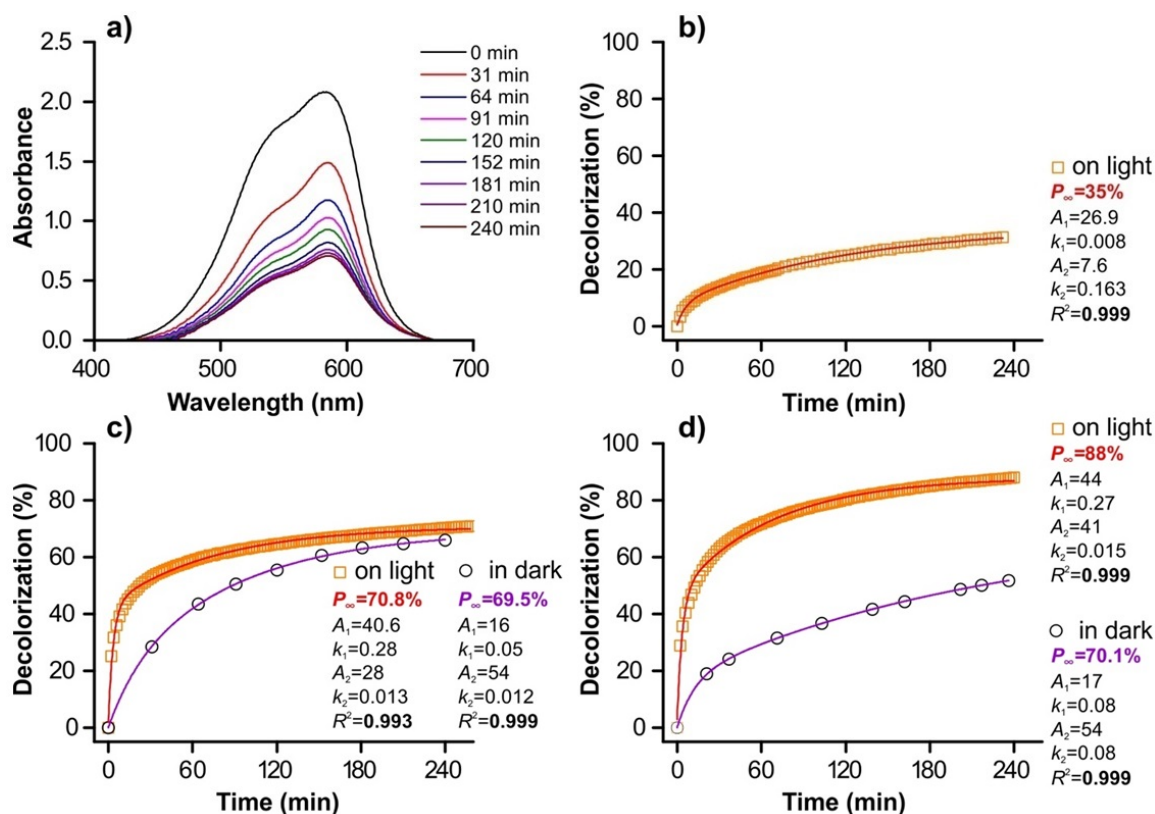 a)
2.5
2.0
1.5
1.0
0.5
0.0
Absorbance
400 500 600 700
Wavelength (nm)
0 min
31 min
64 min
91 min
120 min
152 min
181 min
210 min
240 min
b)
100
80
60
40
20
0
Decolorization (%)
0 60 120 180 240
Time (min)
on light
P∞=35%
A₁=26.9
k₁=0.008
A₂=7.6
k₂=0.163
R²=0.999
c)
100
80
60
40
20
0
Decolorization (%)
0 60 120 180 240
Time (min)
on light
P∞=70.8%
A₁=40.6
k₁=0.28
A₂=28
k₂=0.013
R²=0.993
in dark
P∞=69.5%
A₁=16
k₁=0.05
A₂=54
k₂=0.012
R²=0.999
d)
100
80
60
40
20
0
Decolorization (%)
0 60 120 180 240
Time (min)
on light
P∞=88%
A₁=44
k₁=0.27
A₂=41
k₂=0.015
R²=0.999
in dark
P∞=70.1%
A₁=17
k₁=0.08
A₂=54
k₂=0.08
R²=0.999